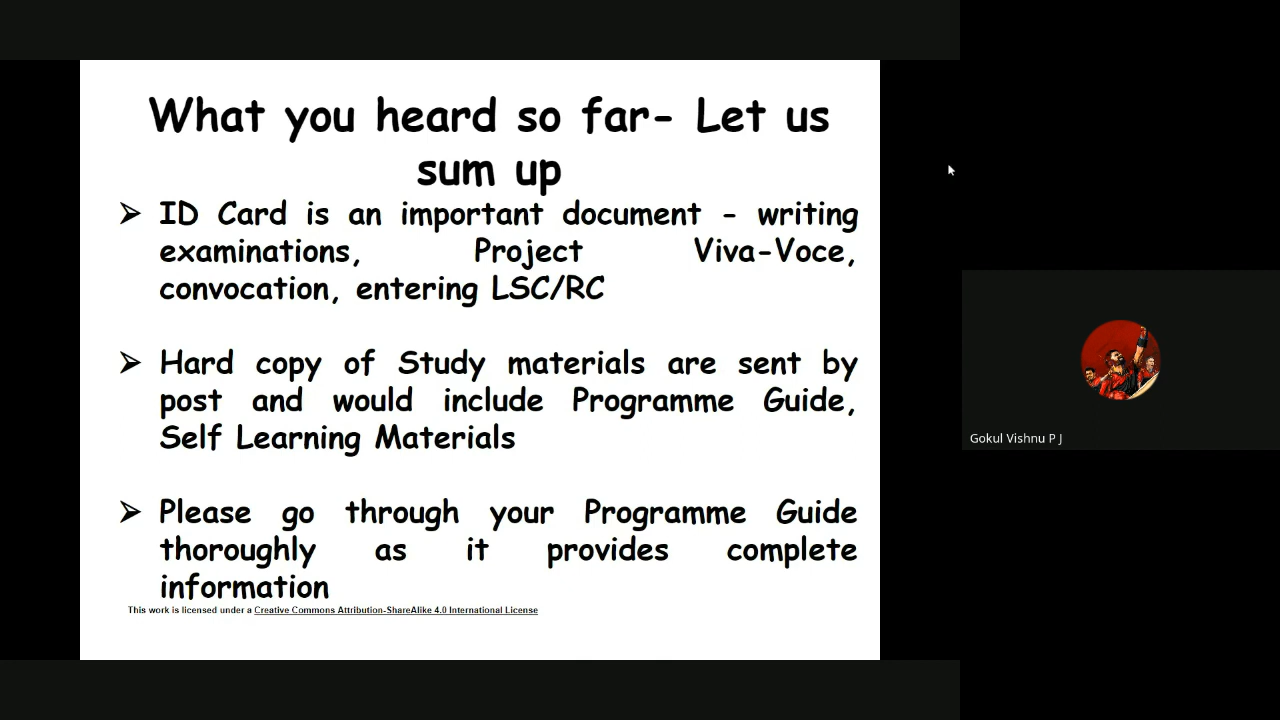 What you heard so far- Let us
sum up
➢ ID Card is an important document - writing
examinations, Project Viva-Voce,
convocation, entering LSC/RC
➢ Hard copy of Study materials are sent by
post and would include Programme Guide,
Self Learning Materials
➢ Please go through your Programme Guide
thoroughly as it provides complete
information
This work is licensed under a Creative Commons Attribution-ShareAlike 4.0 International License
Gokul Vishnu P J